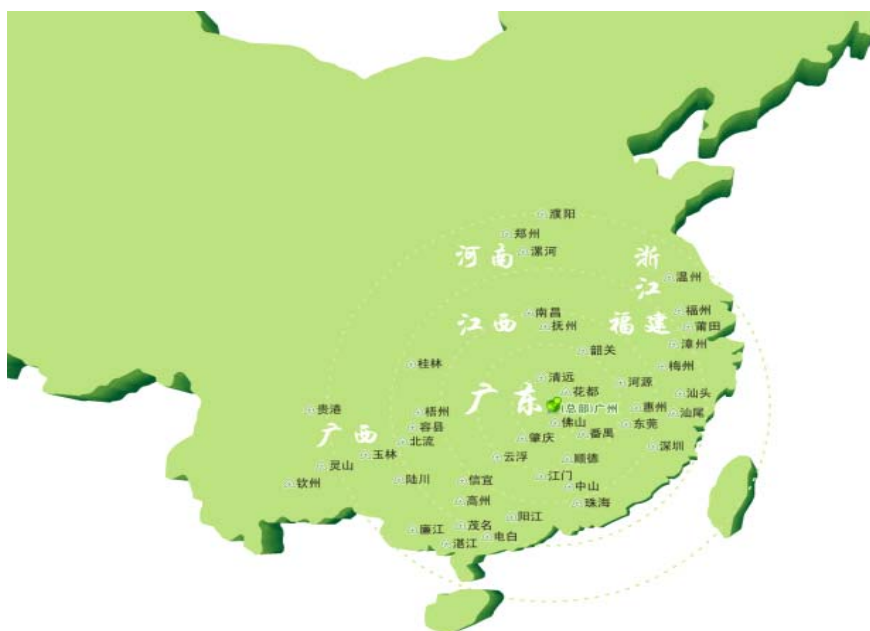 濮阳
郑州
漯河
河南
浙江
温州
南昌
福州
江西
抚州
福建
莆田
漳州
韶关
桂林
梅州
清远
河源
花都
汕头
广东
(总部)广州
惠州
汕尾
贵港
梧州
佛山
东莞
容县
广西
番禺
北流
肇庆
深圳
玉林
云浮
顺德
灵山
江门
钦州
陆川
信宜
中山
高州
珠海
阳江
廉江
茂名
电白
湛江